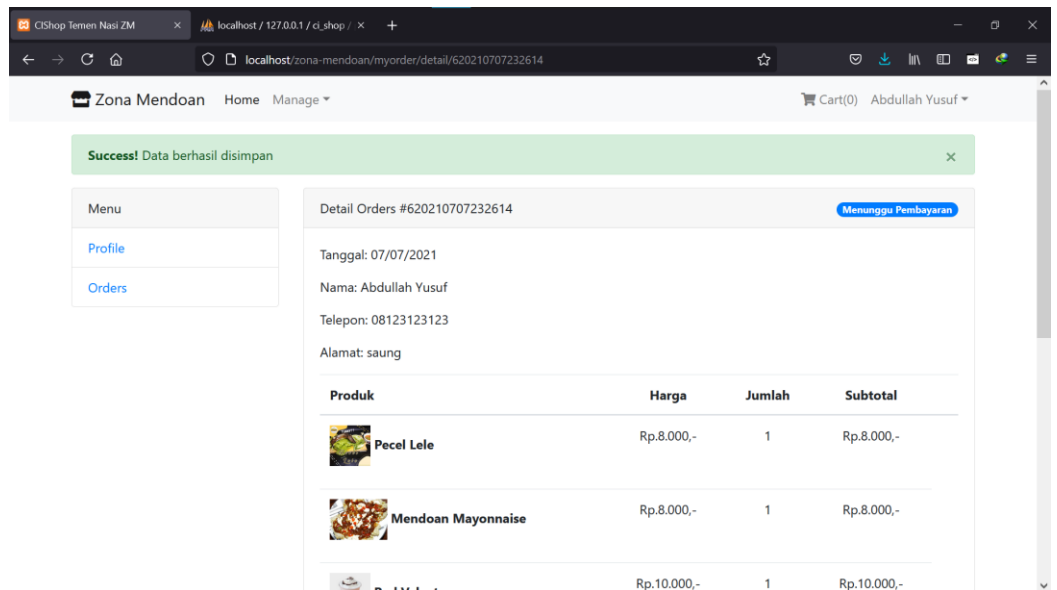 CIShop Temen Nasi ZM
localhost / 127.0.0.1 / ci_shop /
localhost/zona-mendoan/myorder/detail/620210707232614
Zona Mendoan Home Manage Cart(0) Abdullah Yusuf
Success! Data berhasil disimpan
Menu
Profile
Orders
Detail Orders #620210707232614 Menunggu Pembayaran
Tanggal: 07/07/2021
Nama: Abdullah Yusuf
Telepon: 08123123123
Alamat: saung
Produk Harga Jumlah Subtotal
Pecel Lele Rp.8.000,- 1 Rp.8.000,-
Mendoan Mayonnaise Rp.8.000,- 1 Rp.8.000,-
Rp.10.000,- 1 Rp.10.000,-